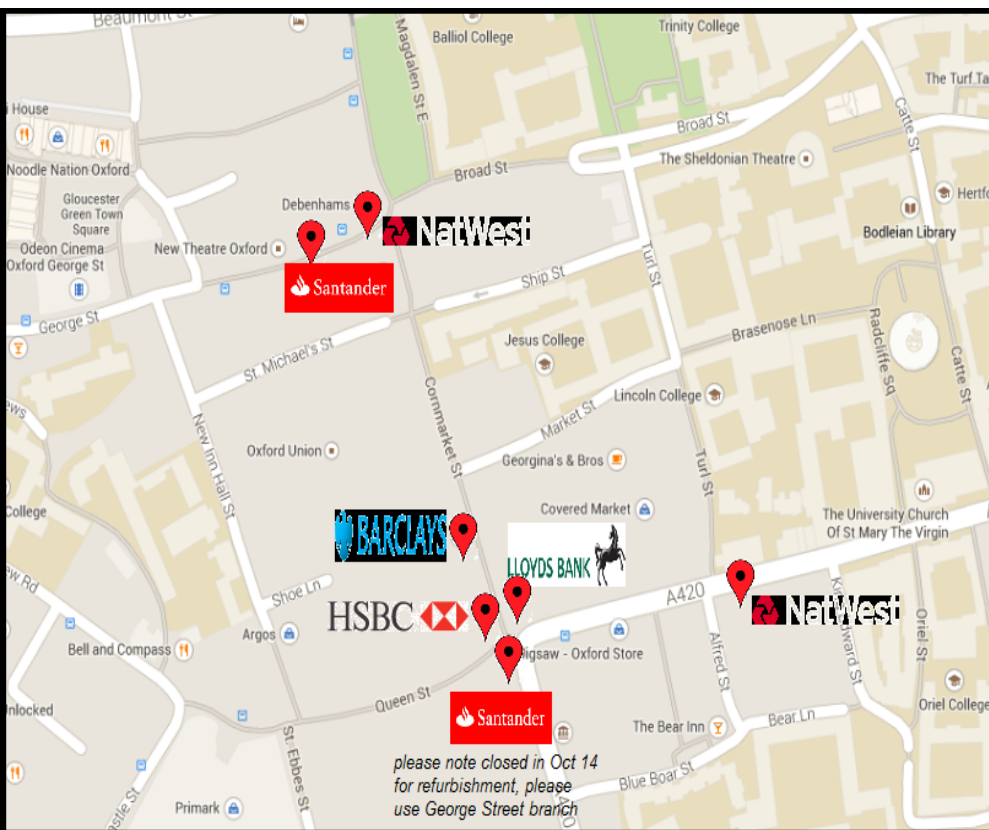 Beaumont St
Magdalen St E
Balliol College
Trinity College
The Turf Ta
Catte St
i House
Noodle Nation Oxford
Broad St
Broad St
The Sheldonian Theatre
Hertfo
Gloucester
Green Town
Square
Debenhams
NatWest
Bodleian Library
Odeon Cinema
Oxford George St
New Theatre Oxford
Santander
Turl St
Ship St
George St
Brasenose Ln
Radcliffe Sq
Catte St
St. Michael's St
Jesus College
Cornmarket St
Lincoln College
ews
New Inn Hall St
Market St
Oxford Union
Georgina's & Bros
Turl St
College
Covered Market
The University Church
Of St Mary The Virgin
BARCLAYS
LLOYDS BANK
ew Rd
Shoe Ln
A420
HSBC
NatWest
Argos
Bell and Compass
Jigsaw - Oxford Store
Alfred St
Oriel St
Queen St
Santander
Oriel College
Unlocked
St. Ebbes St
The Bear Inn
Bear Ln
please note closed in Oct 14
for refurbishment, please
use George Street branch
Blue Boar St
Primark
astle St